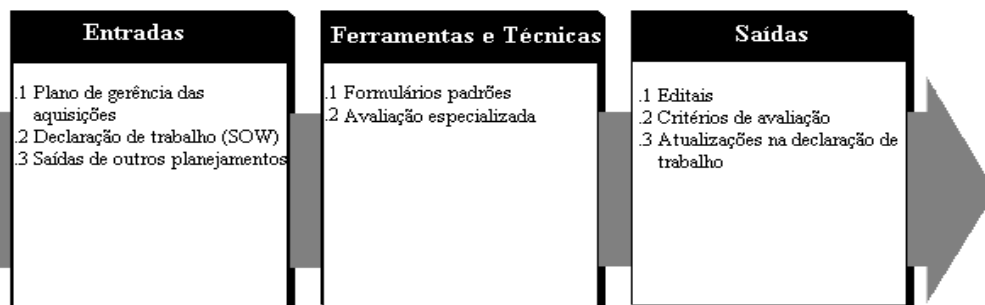 Entradas
.1 Plano de gerência das
aquisições
.2 Declaração de trabalho (SOW)
.3 Saídas de outros planejamentos
Ferramentas e Técnicas
.1 Formulários padrões
.2 Avaliação especializada
Saídas
.1 Editais
.2 Critérios de avaliação
.3 Atualizações na declaração de
trabalho